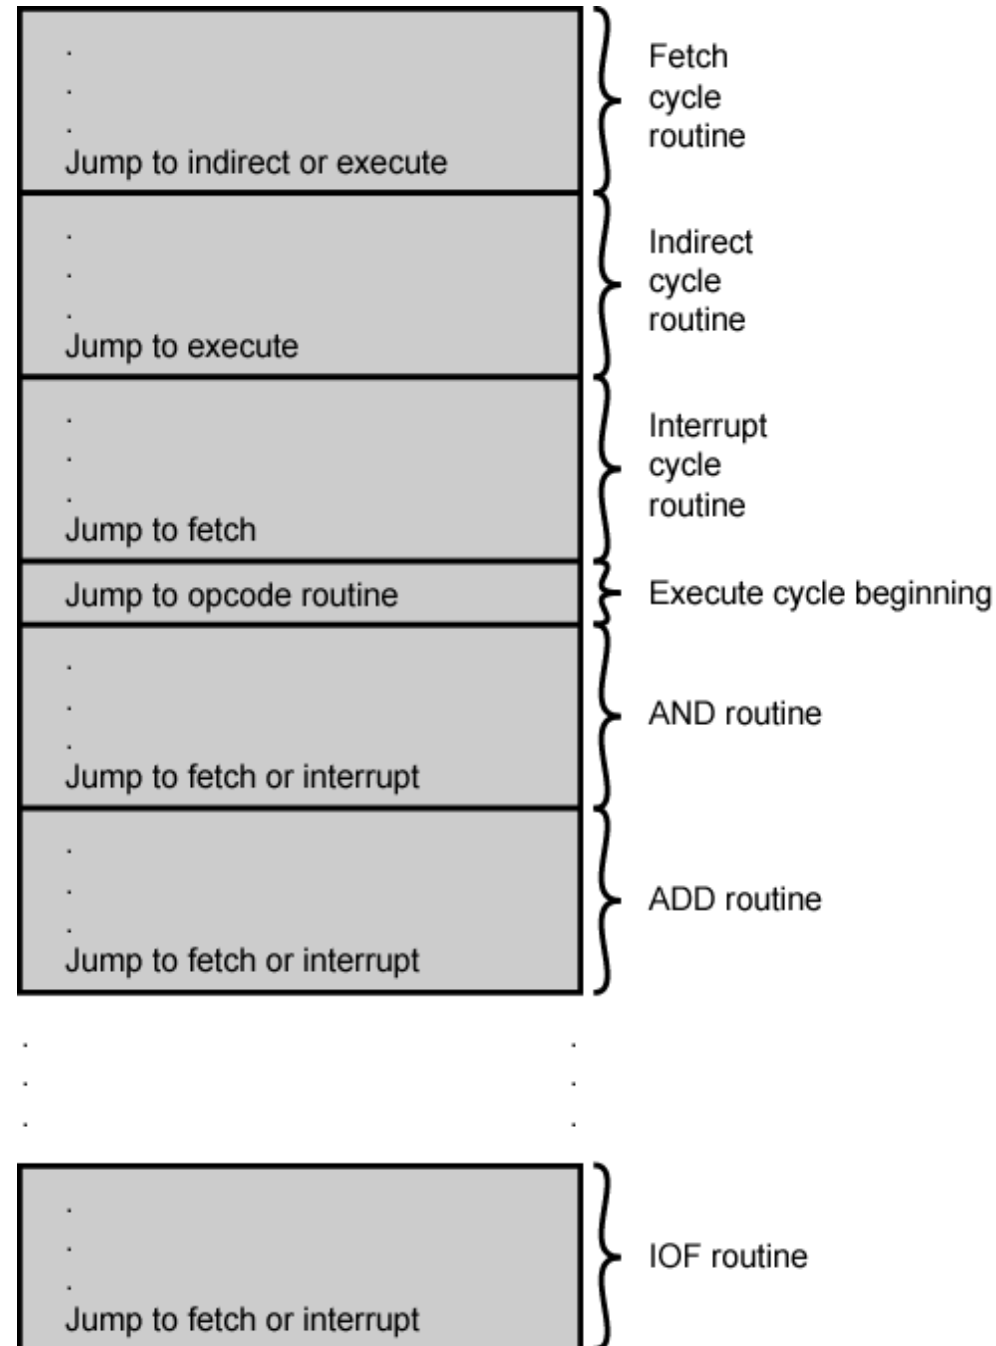 Fetch
cycle
routine
Jump to indirect or execute
Indirect
cycle
routine
Jump to execute
Interrupt
cycle
routine
Jump to fetch
Jump to opcode routine
Execute cycle beginning
AND routine
Jump to fetch or interrupt
ADD routine
Jump to fetch or interrupt
IOF routine
Jump to fetch or interrupt